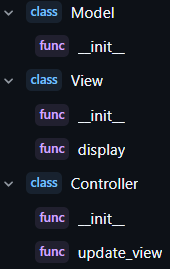 class Model
func __init__
class View
func __init__
func display
class Controller
func __init__
func update_view